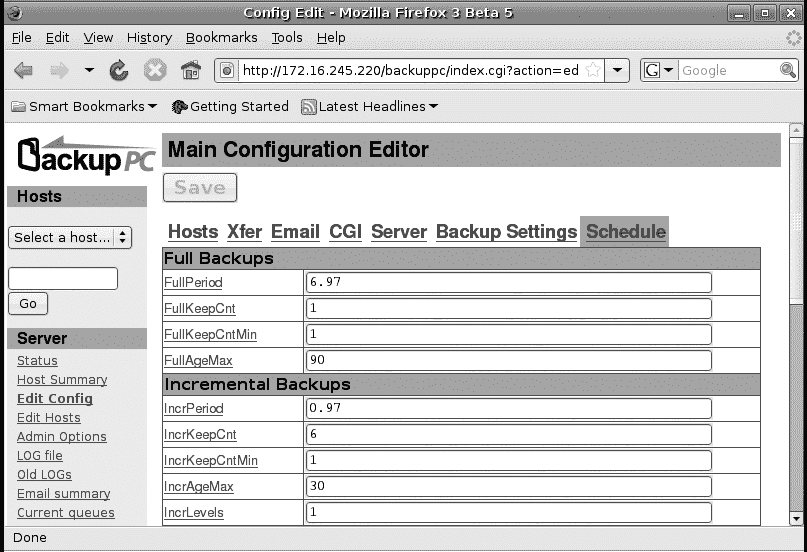 Config Edit - Mozilla Firefox 3 Beta 5
File Edit View History Bookmarks Tools Help
http://172.16.245.220/backuppc/index.cgi?action=ed G Google
Smart Bookmarks Getting Started Latest Headlines
BackupPC
Hosts
Select a host...
Go
Server
Status
Host Summary
Edit Config
Edit Hosts
Admin Options
LOG file
Old LOGs
Email summary
Current queues
Main Configuration Editor
Save
Hosts Xfer Email CGI Server Backup Settings Schedule
Full Backups
FullPeriod 6.97
FullKeepCnt 1
FullKeepCntMin 1
FullAgeMax 90
Incremental Backups
IncrPeriod 0.97
IncrKeepCnt 6
IncrKeepCntMin 1
IncrAgeMax 30
IncrLevels 1
Done